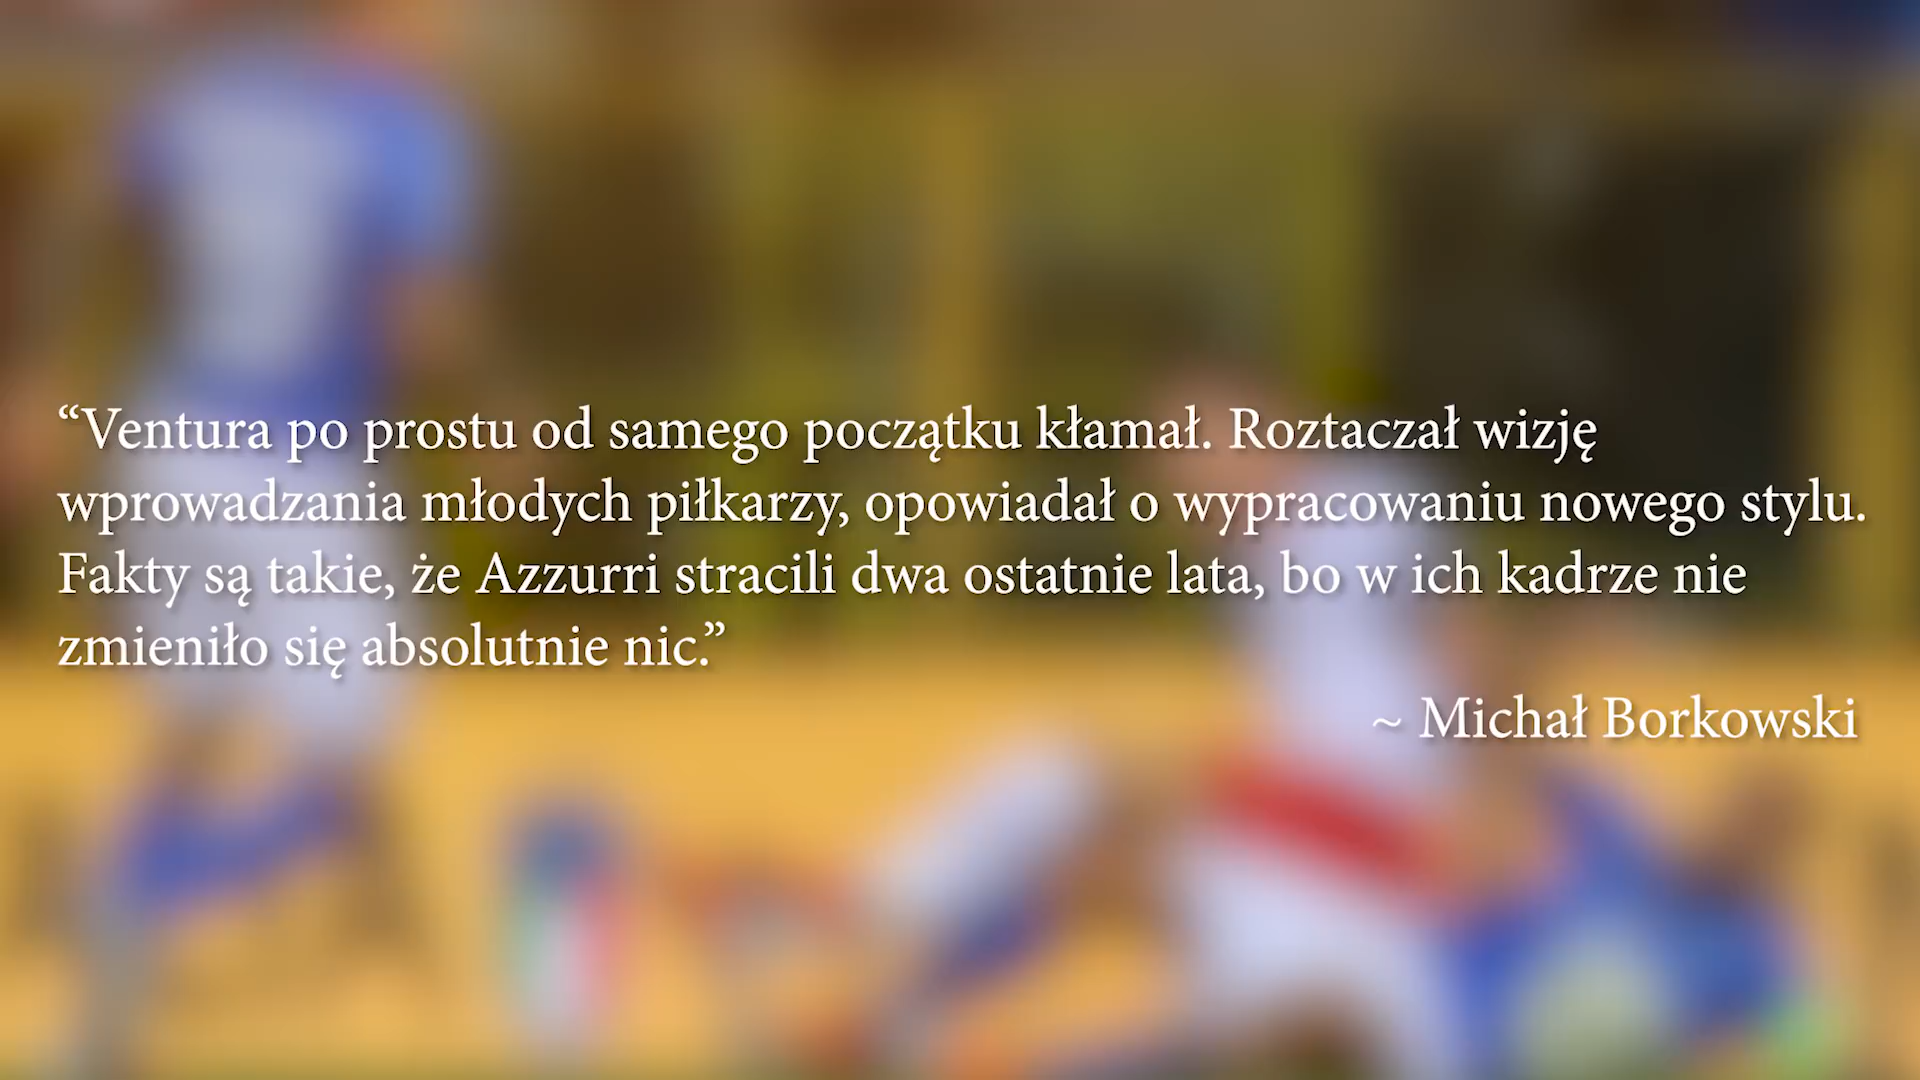 “Ventura po prostu od samego początku kłamał. Roztaczał wizję
wprowadzania młodych piłkarzy, opowiadał o wypracowaniu nowego stylu.
Fakty są takie, że Azzurri stracili dwa ostatnie lata, bo w ich kadrze nie
zmieniło się absolutnie nic.”
~ Michał Borkowski